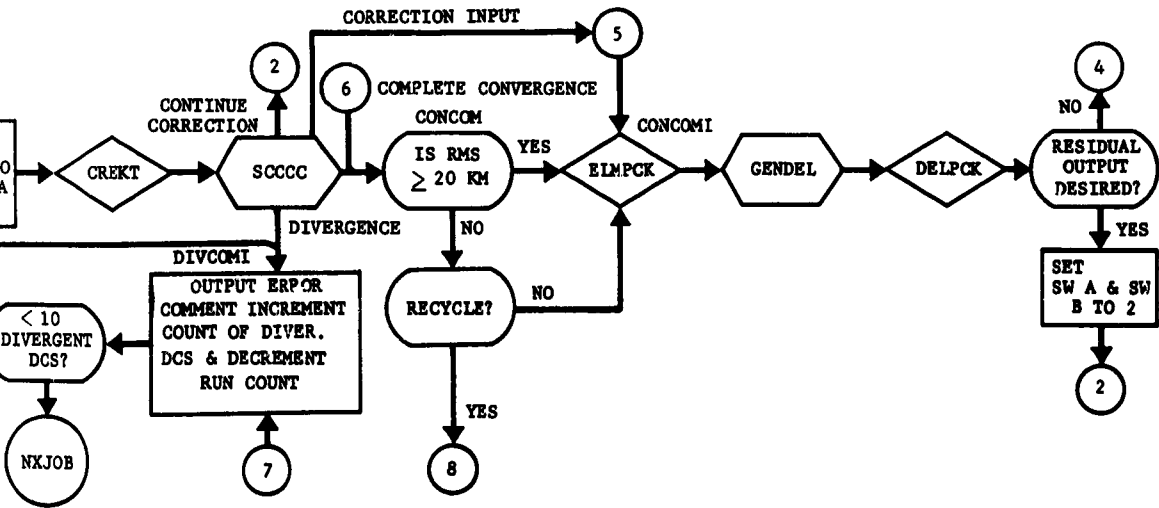 CORRECTION INPUT
5
2
6
COMPLETE CONVERGENCE
4
CONTINUE
CORRECTION
CONCOM
CONCOMI
NO
O
A
CREKT
SCCCC
IS RMS
≥ 20 KM
YES
ELMPCK
GENDEL
DELPCK
RESIDUAL
OUTPUT
DESIRED?
DIVERGENCE
NO
YES
DIVCOMI
OUTPUT ERPOR
COMMENT INCREMENT
COUNT OF DIVER.
DCS & DECREMENT
RUN COUNT
< 10
DIVERGENT
DCS?
RECYCLE?
NO
SET
SW A & SW
B TO 2
YES
NXJOB
7
8
2